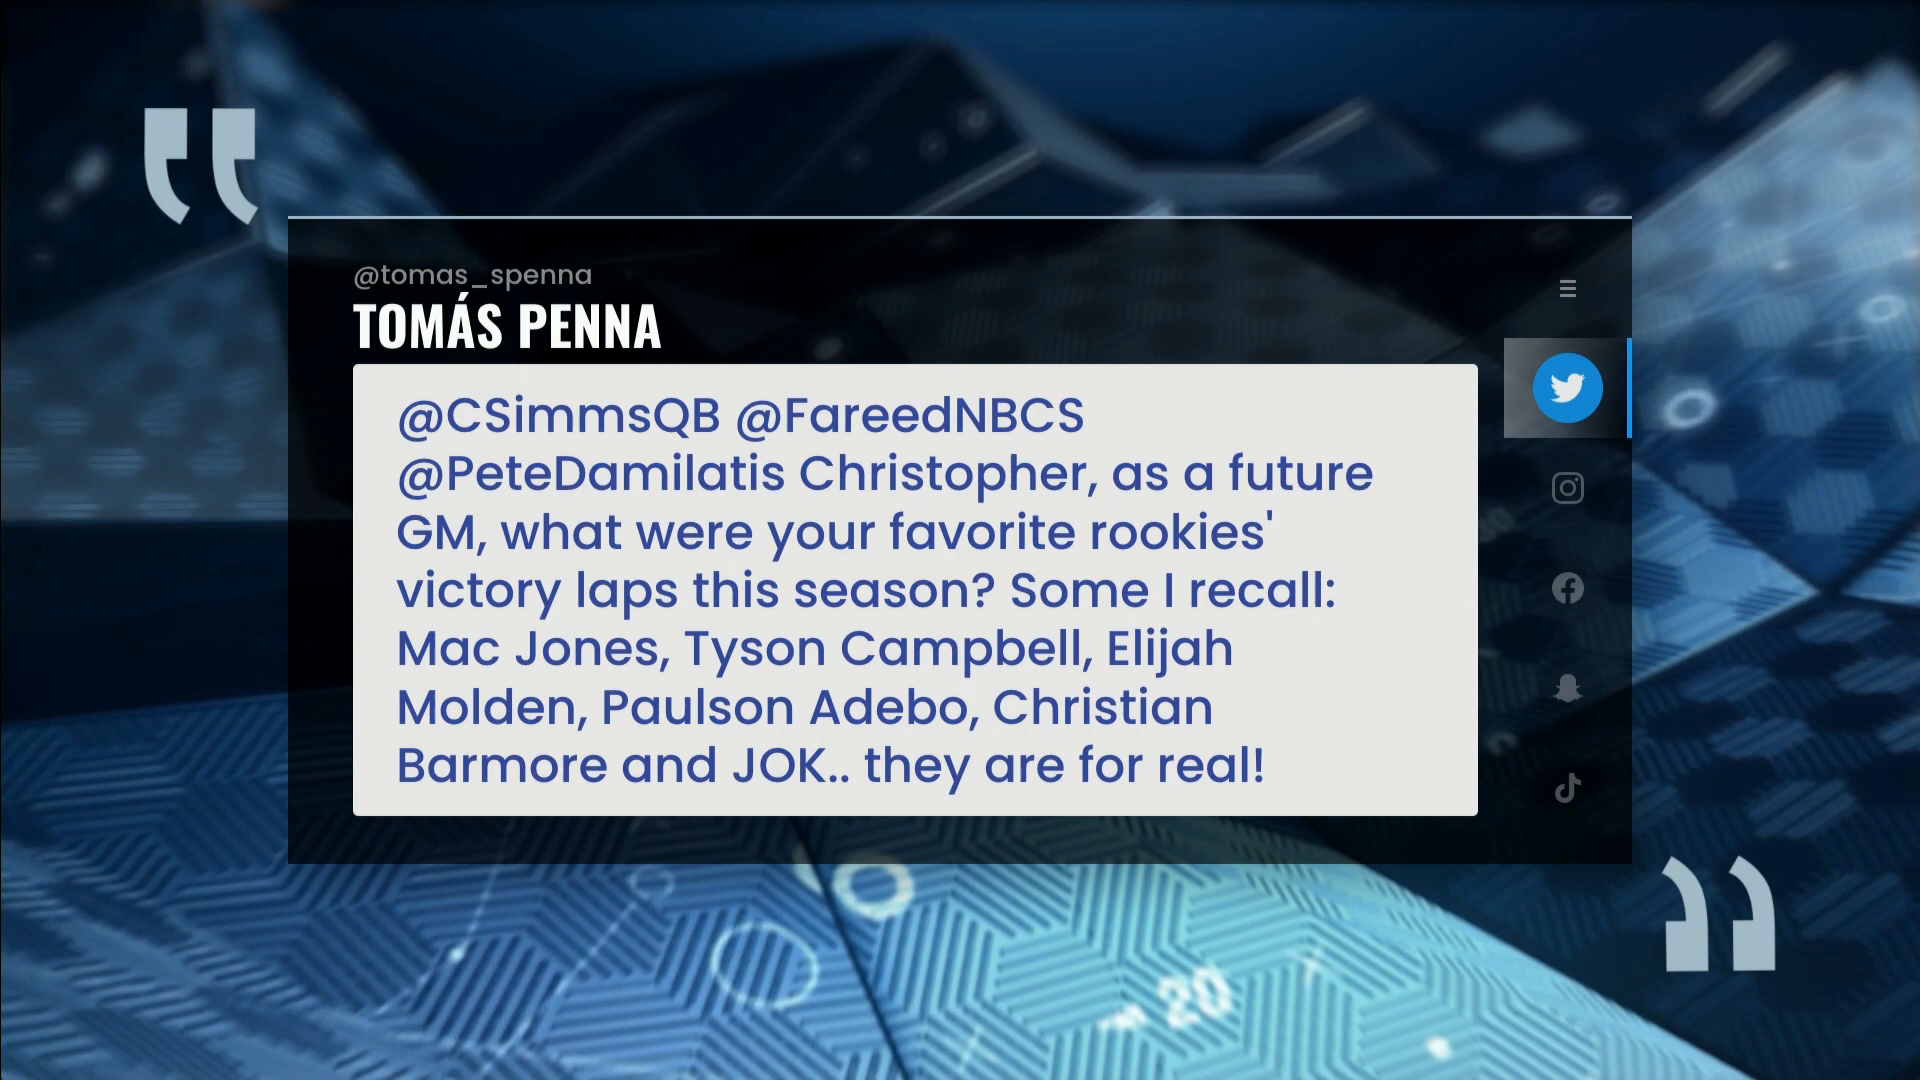 @tomas_spenna
TOMÁS PENNA
@CSimmsQB @FareedNBCS
@PeteDamilatis Christopher, as a future
GM, what were your favorite rookies'
victory laps this season? Some I recall:
Mac Jones, Tyson Campbell, Elijah
Molden, Paulson Adebo, Christian
Barmore and JOK.. they are for real!
20